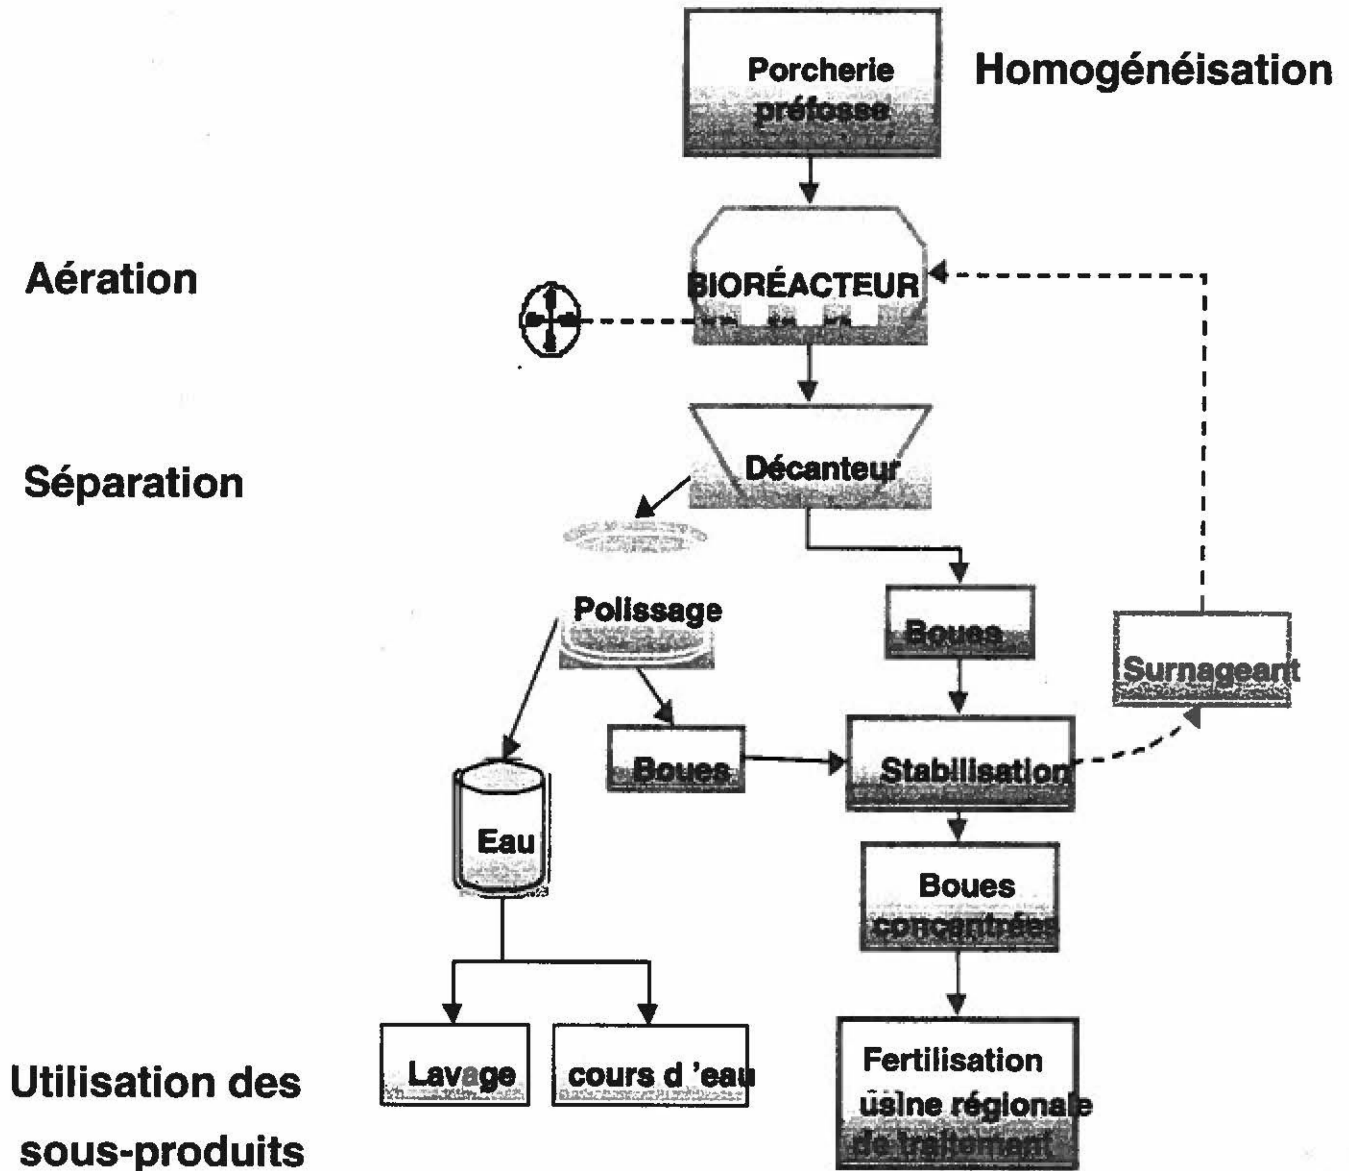 Porcherie
préfosse
Homogénéisation
Aération
BIORÉACTEUR
Séparation
Décanteur
Polissage
Boues
Surnageant
Boues
Stabilisation
Eau
Boues
concentrées
Lavage
cours d 'eau
Fertilisation
usine régionale
de traitement
Utilisation des
sous-produits